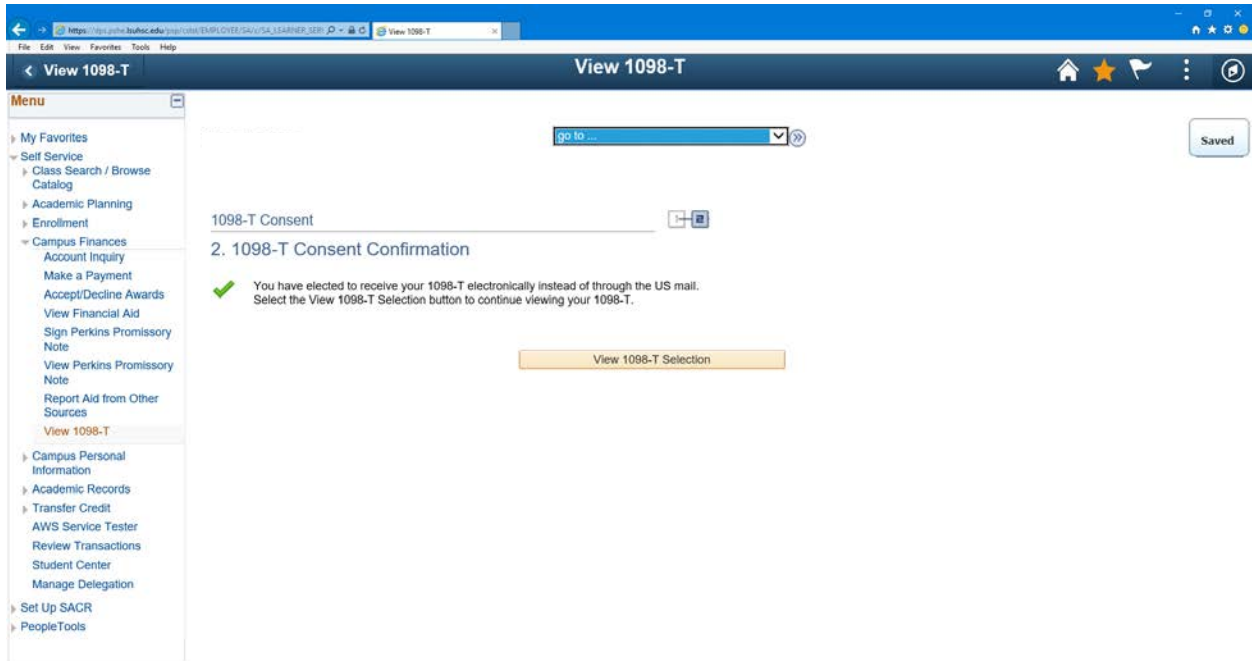 View 1098-T
File Edit View Favorites Tools Help
View 1098-T
View 1098-T
Menu
go to ...
Saved
My Favorites
Self Service
Class Search / Browse
Catalog
Academic Planning
Enrollment
Campus Finances
Account Inquiry
Make a Payment
Accept/Decline Awards
View Financial Aid
Sign Perkins Promissory
Note
View Perkins Promissory
Note
Report Aid from Other
Sources
View 1098-T
Campus Personal
Information
Academic Records
Transfer Credit
AWS Service Tester
Review Transactions
Student Center
Manage Delegation
Set Up SACR
PeopleTools
1098-T Consent
1 2
2. 1098-T Consent Confirmation
You have elected to receive your 1098-T electronically instead of through the US mail.
Select the View 1098-T Selection button to continue viewing your 1098-T.
View 1098-T Selection